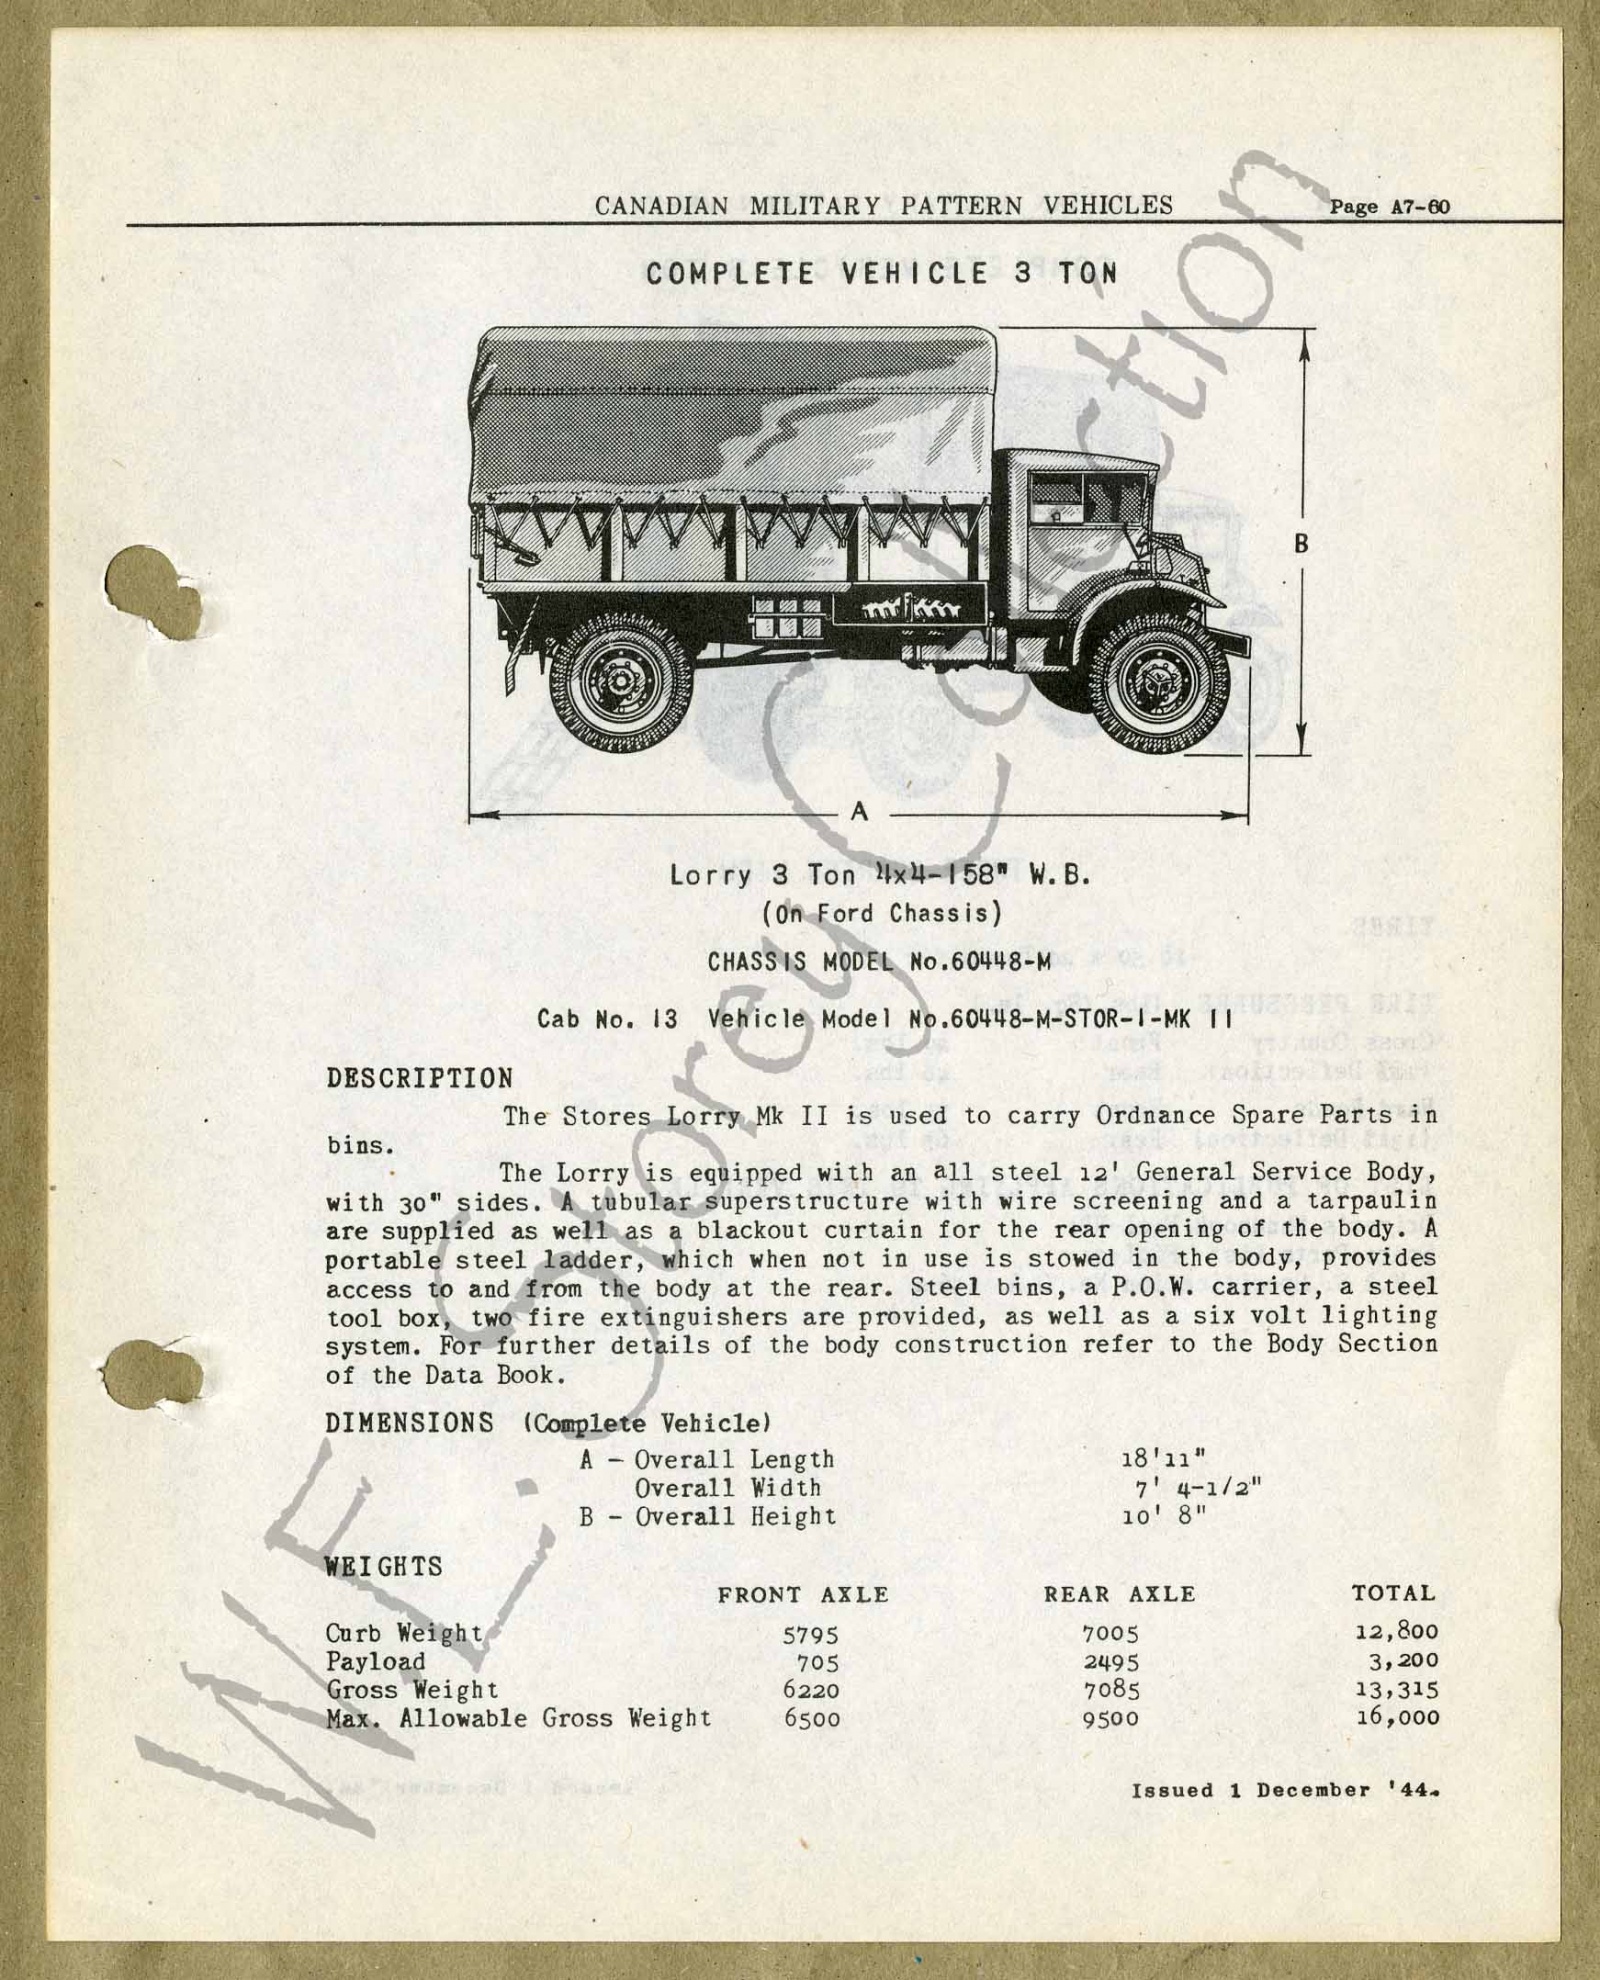 CANADIAN MILITARY PATTERN VEHICLES Page A7-60
COMPLETE VEHICLE 3 TON
B
A
Lorry 3 Ton 4x4-158" W.B.
(On Ford Chassis)
CHASSIS MODEL No.60448-M
Cab No. 13 Vehicle Model No.60448-M-STOR-1-MK II
DESCRIPTION
The Stores Lorry Mk II is used to carry Ordnance Spare Parts in
bins.
The Lorry is equipped with an all steel 12' General Service Body,
with 30" sides. A tubular superstructure with wire screening and a tarpaulin
are supplied as well as a blackout curtain for the rear opening of the body. A
portable steel ladder, which when not in use is stowed in the body, provides
access to and from the body at the rear. Steel bins, a P.O.W. carrier, a steel
tool box, two fire extinguishers are provided, as well as a six volt lighting
system. For further details of the body construction refer to the Body Section
of the Data Book.
DIMENSIONS (Complete Vehicle)
A - Overall Length 18'11"
Overall Width 7' 4-1/2"
B - Overall Height 10' 8"
WEIGHTS
FRONT AXLE REAR AXLE TOTAL
Curb Weight 5795 7005 12,800
Payload 705 2495 3,200
Gross Weight 6220 7085 13,315
Max. Allowable Gross Weight 6500 9500 16,000
Issued 1 December '44.
W.E. Storey Collection